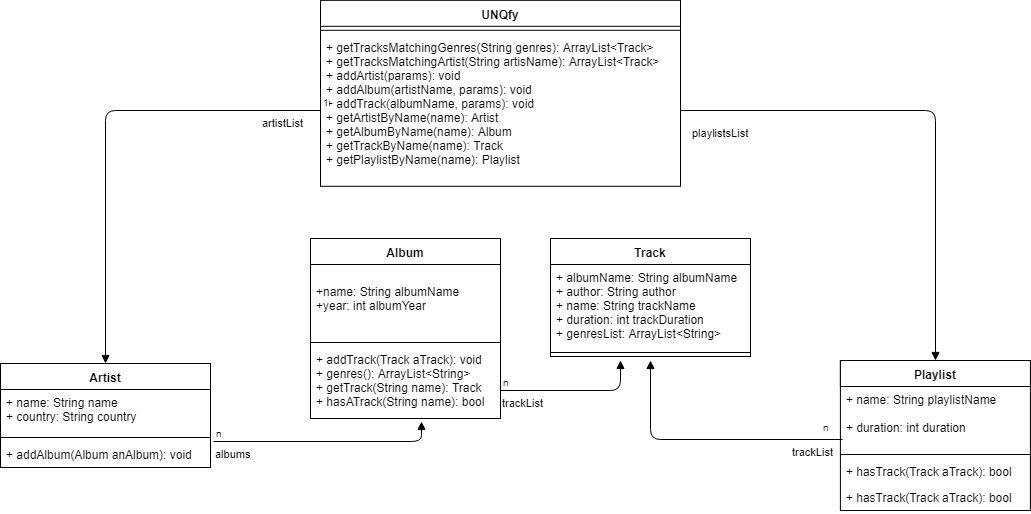 UNQfy
+ getTracksMatchingGenres(String genres): ArrayList<Track>
+ getTracksMatchingArtist(String artisName): ArrayList<Track>
+ addArtist(params): void
+ addAlbum(artistName, params): void
1+ addTrack(albumName, params): void
+ getArtistByName(name): Artist
+ getAlbumByName(name): Album
+ getTrackByName(name): Track
+ getPlaylistByName(name): Playlist
artistList
playlistsList
Album
+name: String albumName
+year: int albumYear
+ addTrack(Track aTrack): void
+ genres(): ArrayList<String>
+ getTrack(String name): Track
+ hasATrack(String name): bool
Track
+ albumName: String albumName
+ author: String author
+ name: String trackName
+ duration: int trackDuration
+ genresList: ArrayList<String>
n
trackList
Artist
+ name: String name
+ country: String country
+ addAlbum(Album anAlbum): void
n
albums
Playlist
+ name: String playlistName
+ duration: int duration
+ hasTrack(Track aTrack): bool
+ hasTrack(Track aTrack): bool
n
trackList